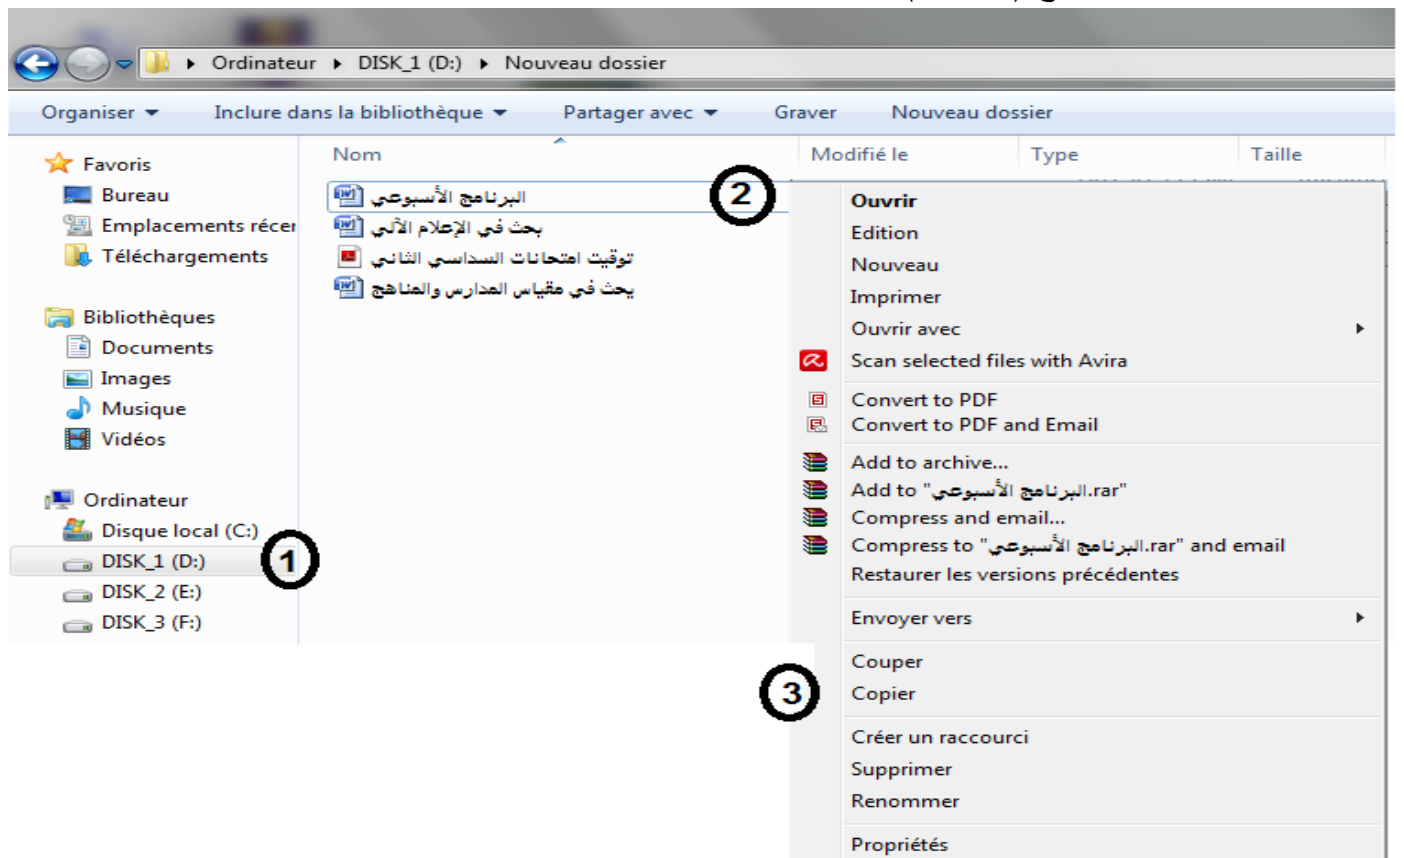 Ordinateur ▸ DISK_1 (D:) ▸ Nouveau dossier
Organiser Inclure dans la bibliothèque Partager avec Graver Nouveau dossier
Favoris
Bureau
Emplacements récer
Téléchargements
Bibliothèques
Documents
Images
Musique
Vidéos
Ordinateur
Disque local (C:)
DISK_1 (D:)
1
DISK_2 (E:)
DISK_3 (F:)
Nom Modifié le Type Taille
البرنامج الأسبوعي
2
بحث في الإعلام الآلي
توقيت امتحانات السداسي الثاني
يحث في مقياس المدارس والمناهج
Ouvrir
Edition
Nouveau
Imprimer
Ouvrir avec
Scan selected files with Avira
Convert to PDF
Convert to PDF and Email
Add to archive...
Add to "البرنامج الأسبوعي.rar"
Compress and email...
Compress to "البرنامج الأسبوعي.rar" and email
Restaurer les versions précédentes
Envoyer vers
Couper
3
Copier
Créer un raccourci
Supprimer
Renommer
Propriétés